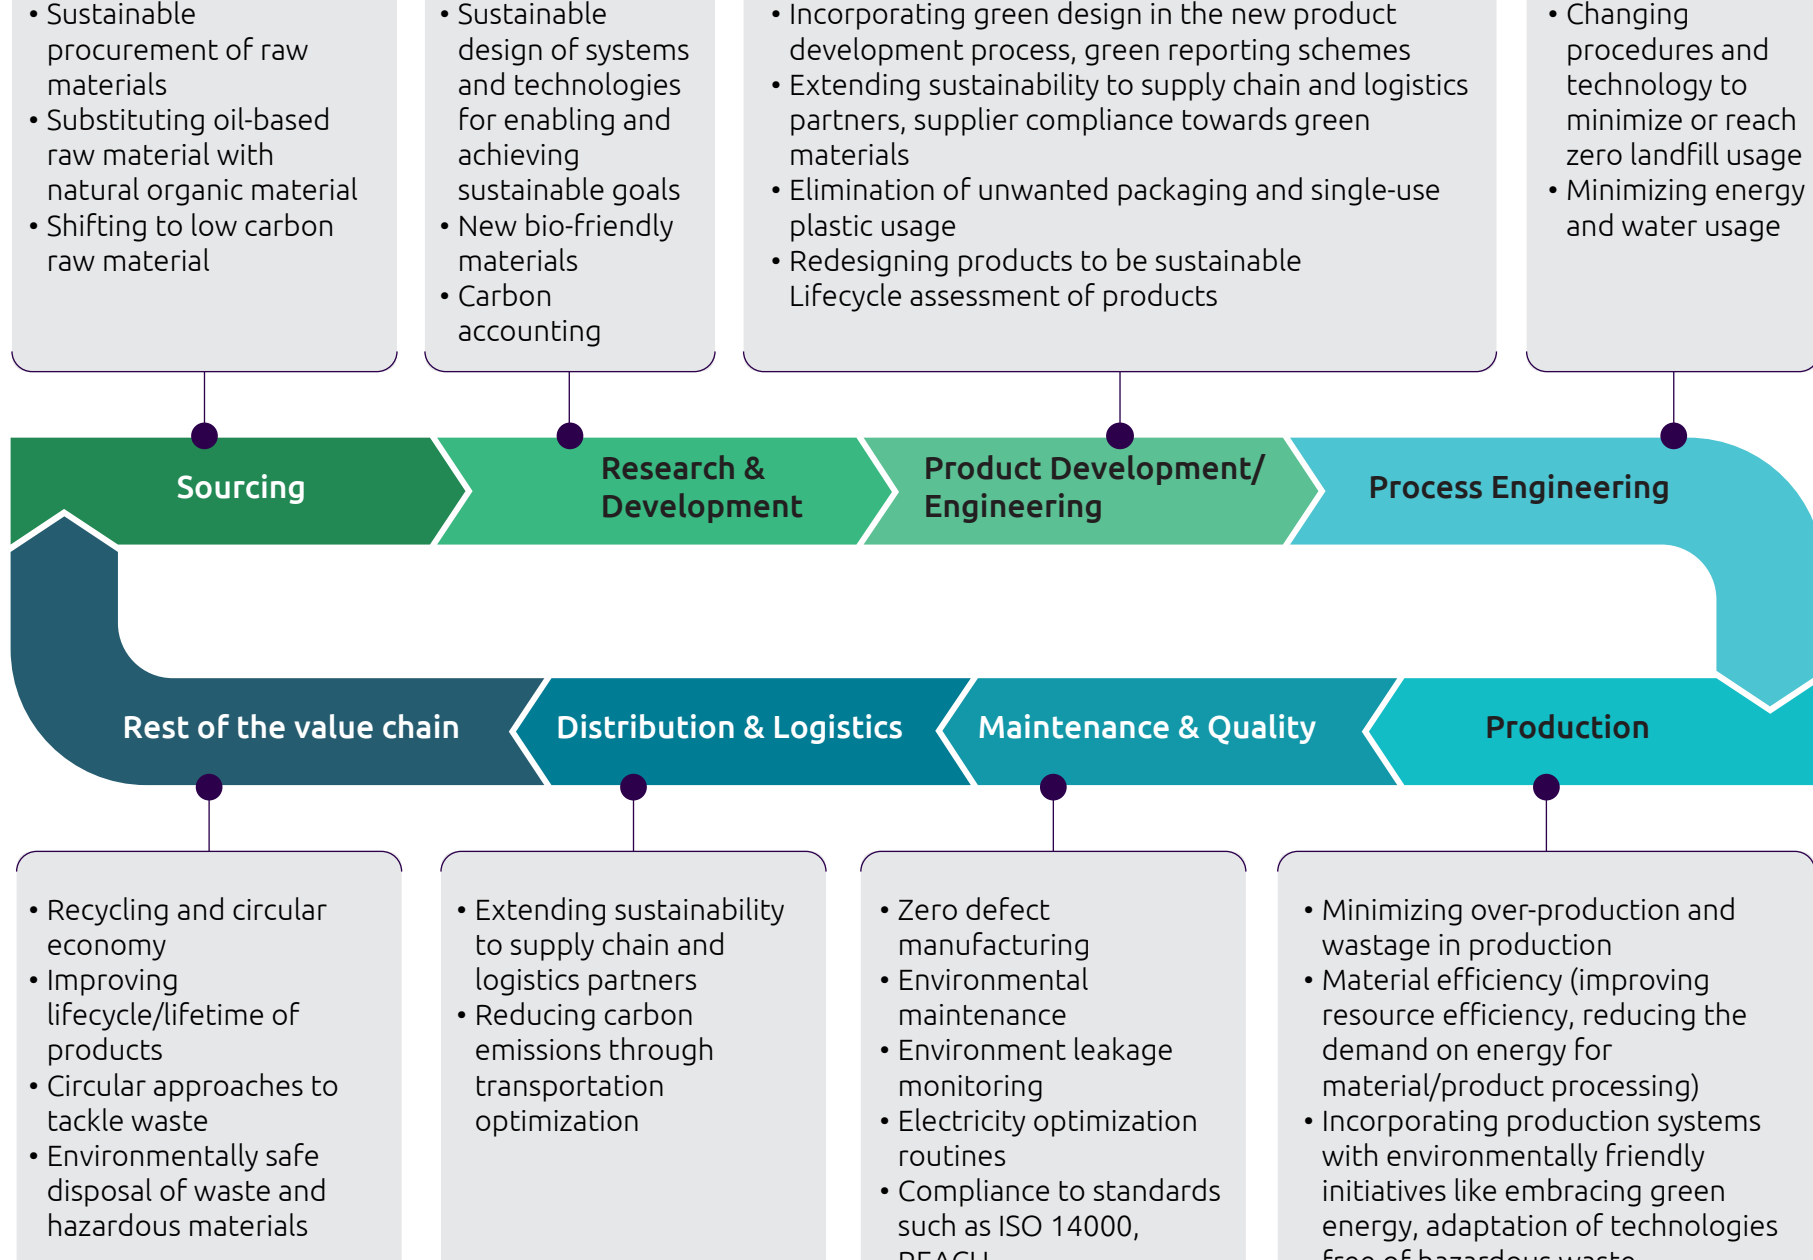 • Sustainable
procurement of raw
materials
• Substituting oil-based
raw material with
natural organic material
• Shifting to low carbon
raw material
• Sustainable
design of systems
and technologies
for enabling and
achieving
sustainable goals
• New bio-friendly
materials
• Carbon
accounting
• Incorporating green design in the new product
development process, green reporting schemes
• Extending sustainability to supply chain and logistics
partners, supplier compliance towards green
materials
• Elimination of unwanted packaging and single-use
plastic usage
• Redesigning products to be sustainable
Lifecycle assessment of products
• Changing
procedures and
technology to
minimize or reach
zero landfill usage
• Minimizing energy
and water usage
Sourcing
Research &
Development
Product Development/
Engineering
Process Engineering
Rest of the value chain
Distribution & Logistics
Maintenance & Quality
Production
• Recycling and circular
economy
• Improving
lifecycle/lifetime of
products
• Circular approaches to
tackle waste
• Environmentally safe
disposal of waste and
hazardous materials
• Extending sustainability
to supply chain and
logistics partners
• Reducing carbon
emissions through
transportation
optimization
• Zero defect
manufacturing
• Environmental
maintenance
• Environment leakage
monitoring
• Electricity optimization
routines
• Compliance to standards
such as ISO 14000,
REACH
• Minimizing over-production and
wastage in production
• Material efficiency (improving
resource efficiency, reducing the
demand on energy for
material/product processing)
• Incorporating production systems
with environmentally friendly
initiatives like embracing green
energy, adaptation of technologies
free of hazardous waste